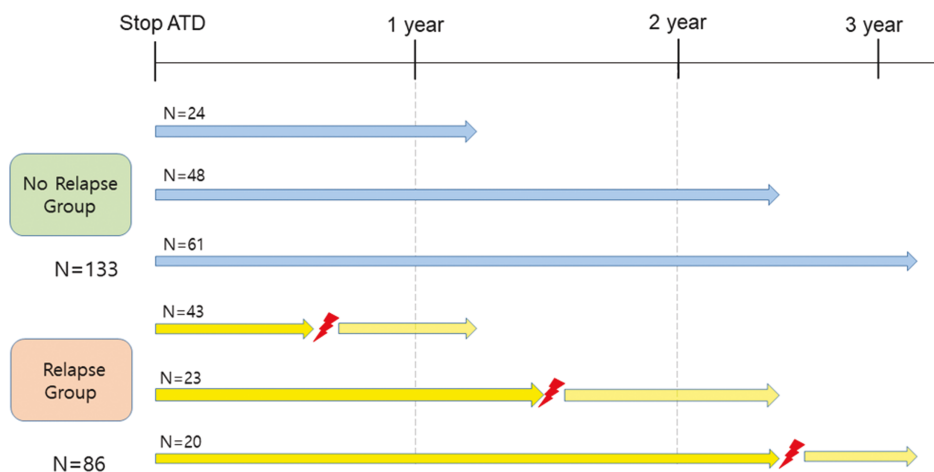 Stop ATD
1 year
2 year
3 year
N=24
N=48
No Relapse
Group
N=61
N=133
N=43
Relapse
Group
N=23
N=20
N=86